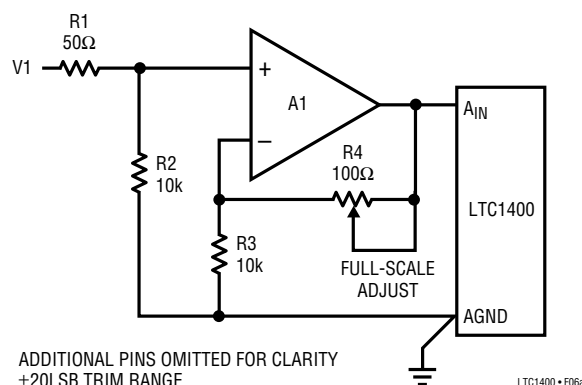 R1
50Ω
V1
+
A1
–
AIN
R2
10k
R4
100Ω
LTC1400
R3
10k
FULL-SCALE
ADJUST
AGND
ADDITIONAL PINS OMITTED FOR CLARITY
±20LSB TRIM RANGE
LTC1400 • F06a